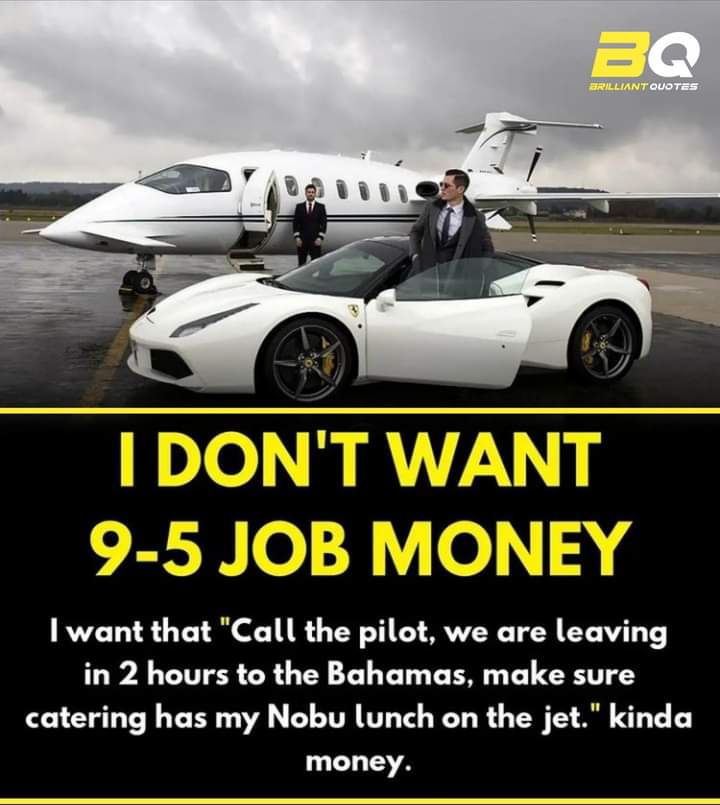 BQ
BRILLIANT QUOTES
I DON'T WANT
9-5 JOB MONEY
I want that "Call the pilot, we are leaving
in 2 hours to the Bahamas, make sure
catering has my Nobu lunch on the jet." kinda
money.